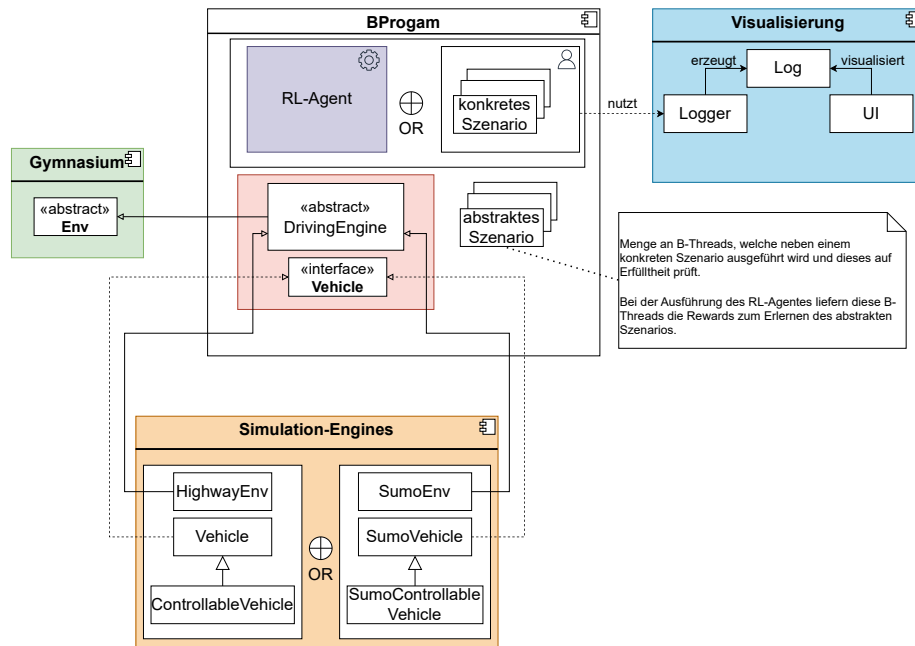 BProgam
RL-Agent
OR
konkretes
Szenario
nutzt
Visualisierung
erzeugt
Log
visualisiert
Logger
UI
Gymnasium
«abstract»
Env
«abstract»
DrivingEngine
«interface»
Vehicle
abstraktes
Szenario
Menge an B-Threads, welche neben einem
konkreten Szenario ausgeführt wird und dieses auf
Erfülltheit prüft.
Bei der Ausführung des RL-Agentes liefern diese B-
Threads die Rewards zum Erlernen des abstrakten
Szenarios.
Simulation-Engines
HighwayEnv
Vehicle
ControllableVehicle
OR
SumoEnv
SumoVehicle
SumoControllable
Vehicle